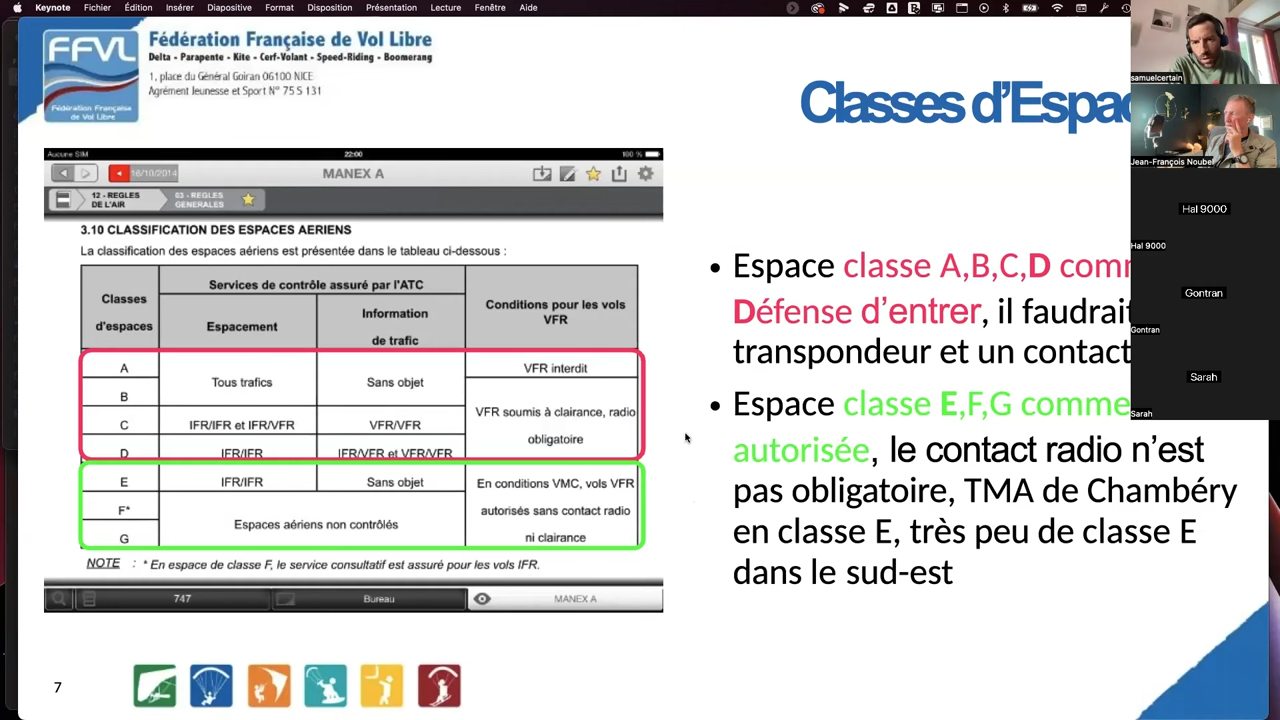 Keynote Fichier Édition Insérer Diapositive Format Disposition Présentation Lecture Fenêtre Aide
FFVL
Fédération Française
de Vol Libre
Fédération Française de Vol Libre
Delta - Parapente - Kite - Cerf-Volant - Speed-Riding - Boomerang
1, place du Général Goiran 06100 NICE
Agrément Jeunesse et Sport N° 75 S 131
Classes d'Espac
Aucune SIM 22:00 100 %
16/10/2014 MANEX A
12 - REGLES
DE L'AIR
03 - REGLES
GENERALES
3.10 CLASSIFICATION DES ESPACES AERIENS
La classification des espaces aériens est présentée dans le tableau ci-dessous :
Classes
d'espaces
Services de contrôle assuré par l'ATC
Espacement
Information
de trafic
Conditions pour les vols
VFR
A
Tous trafics
Sans objet
VFR interdit
B
VFR soumis à clairance, radio
obligatoire
C
IFR/IFR et IFR/VFR
VFR/VFR
D
IFR/IFR
IFR/VFR et VFR/VFR
E
IFR/IFR
Sans objet
En conditions VMC, vols VFR
autorisés sans contact radio
ni clairance
F*
Espaces aériens non contrôlés
G
NOTE : * En espace de classe F, le service consultatif est assuré pour les vols IFR.
747 Bureau MANEX A
• Espace classe A,B,C,D com
Défense d'entrer, il faudrait
transpondeur et un contact
• Espace classe E,F,G comme
autorisée, le contact radio n'est
pas obligatoire, TMA de Chambéry
en classe E, très peu de classe E
dans le sud-est
7
samuelcertain
Jean-François Noubel
Hal 9000
Hal 9000
Gontran
Gontran
Sarah
Sarah